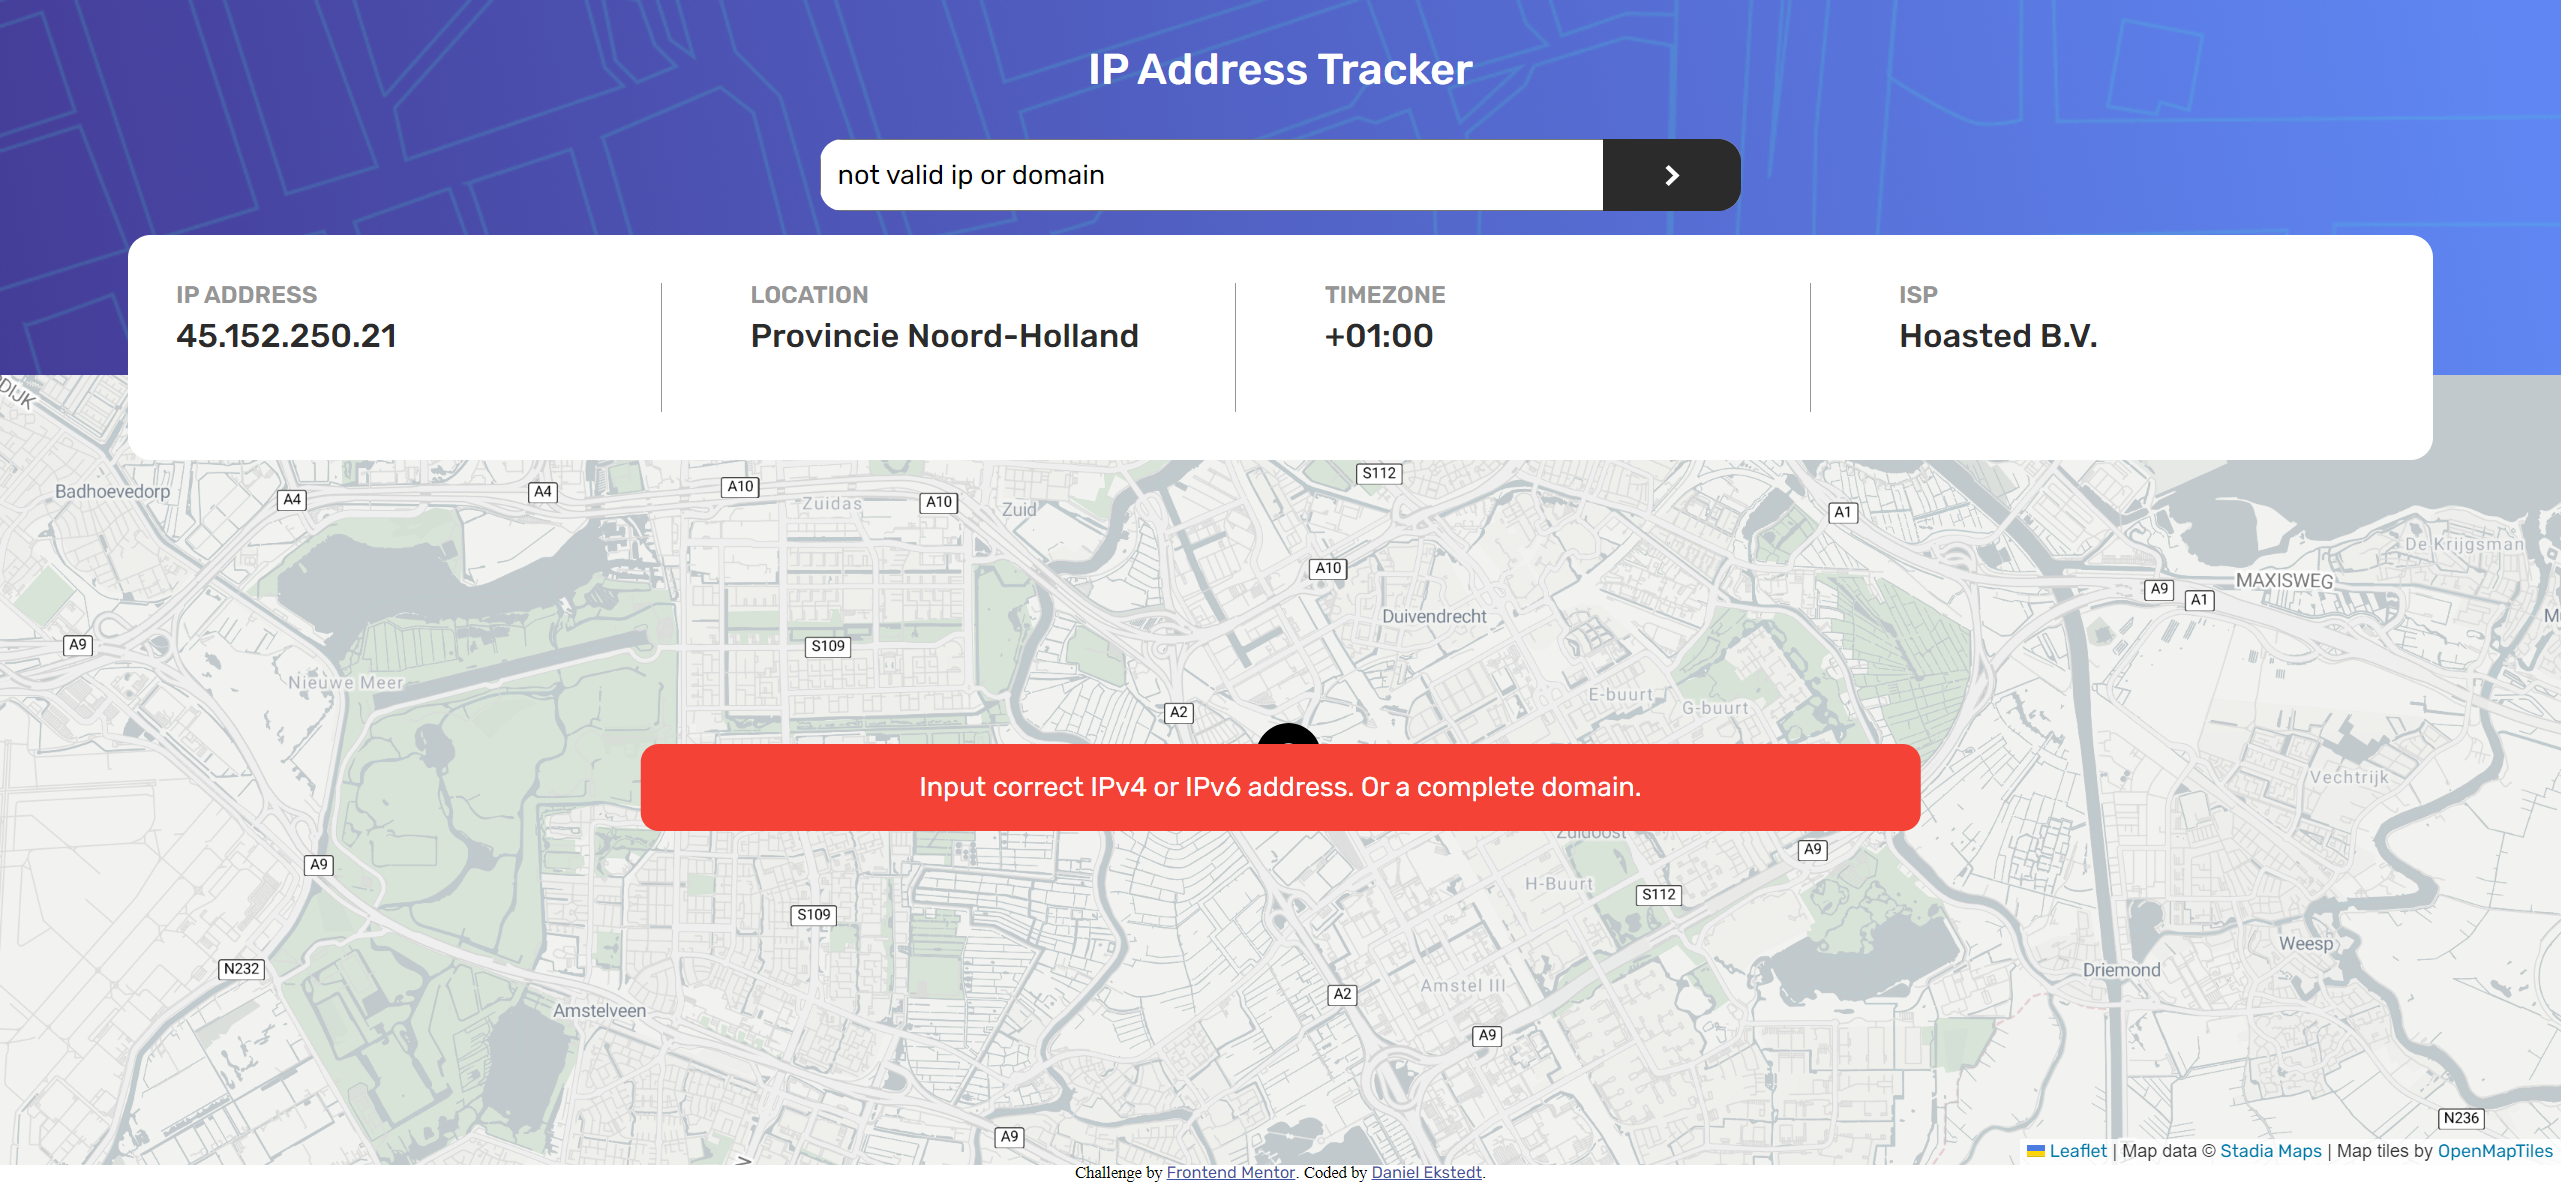 IP Address Tracker
not valid ip or domain
IP ADDRESS
45.152.250.21
LOCATION
Provincie Noord-Holland
TIMEZONE
+01:00
ISP
Hoasted B.V.
DIJK
Badhoevedorp
A4
A4
A10
Zuidas
A10
Zuid
S112
A1
A10
De Krijgsman
MAXISWEG
A9
A1
Duivendrecht
A9
S109
Nieuwe Meer
E-buurt
G-buurt
A2
Vechtrijk
Input correct IPv4 or IPv6 address. Or a complete domain.
Zuidoost
A9
A9
H-Buurt
S112
S109
Weesp
N232
Driemond
Amstel III
A2
Amstelveen
A9
N236
A9
Leaflet | Map data © Stadia Maps | Map tiles by OpenMapTiles
Challenge by Frontend Mentor. Coded by Daniel Ekstedt.